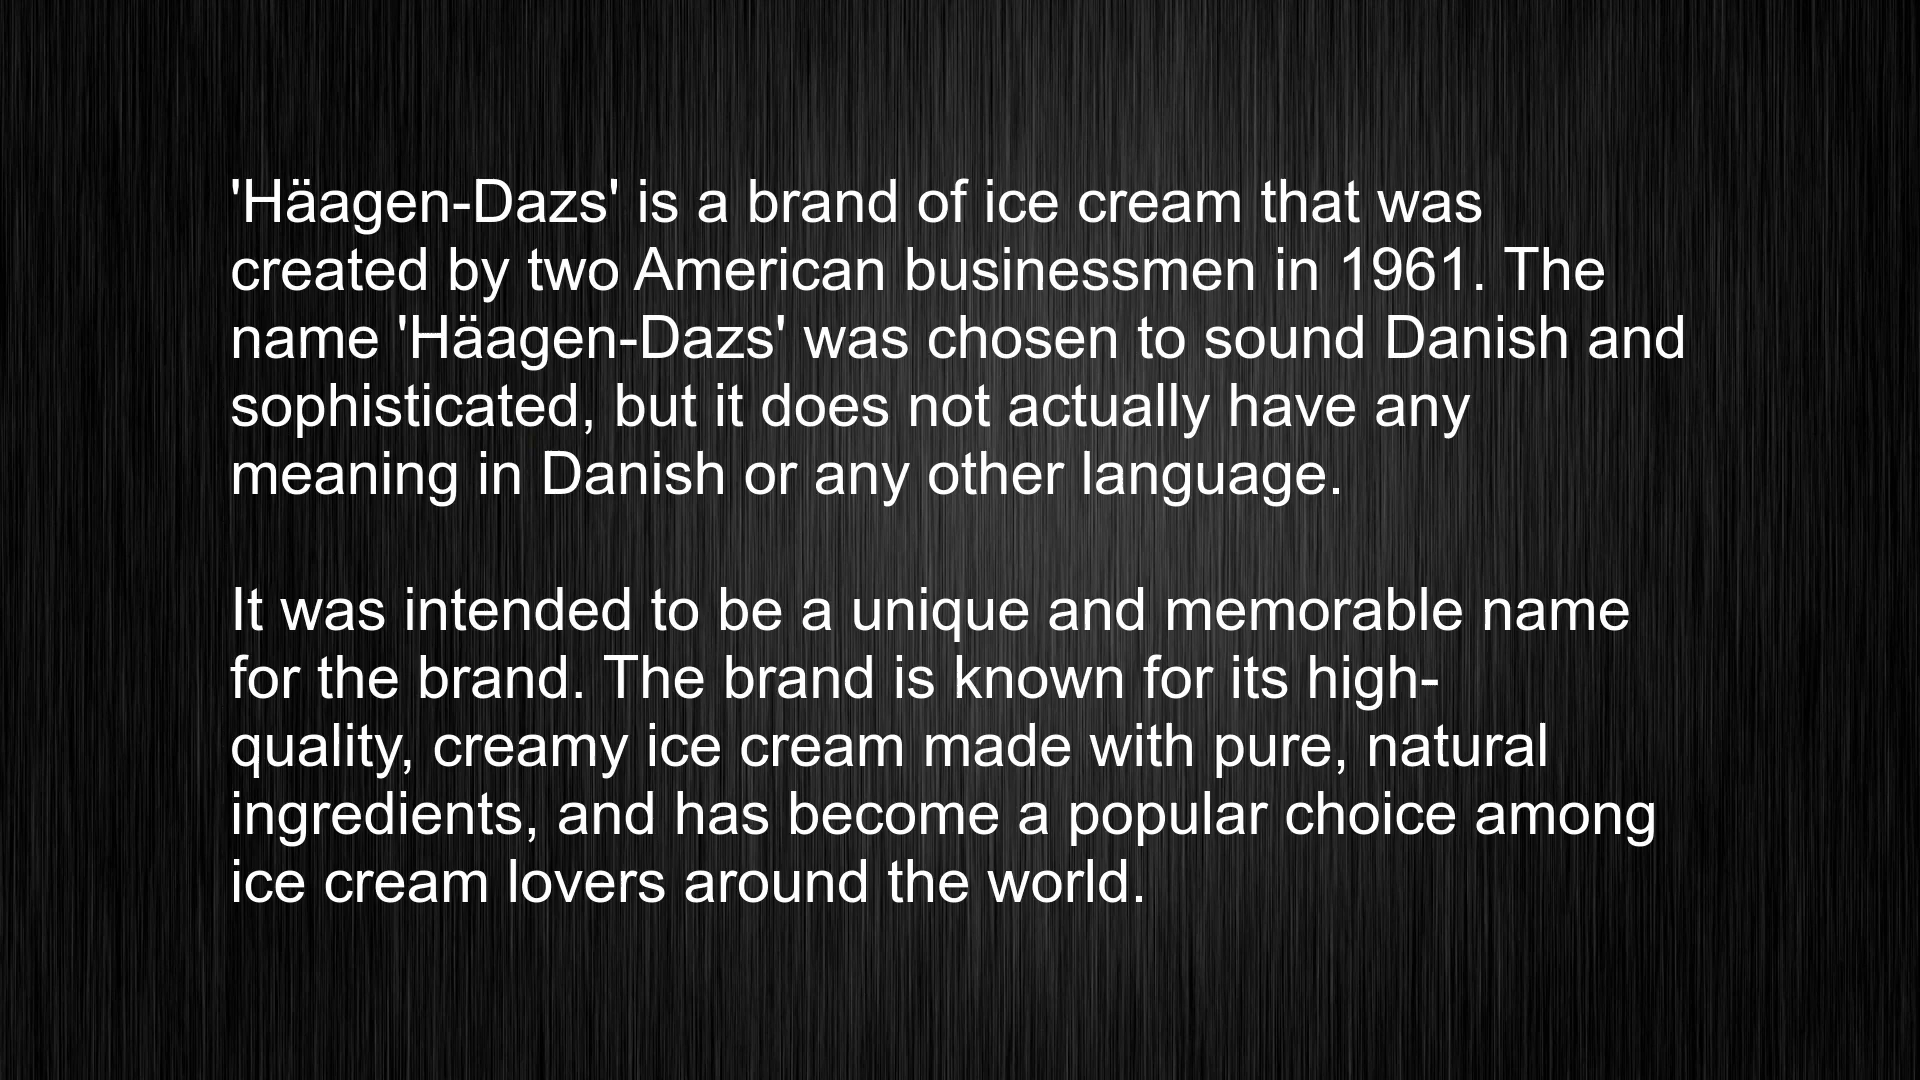 'Häagen-Dazs' is a brand of ice cream that was
created by two American businessmen in 1961. The
name 'Häagen-Dazs' was chosen to sound Danish and
sophisticated, but it does not actually have any
meaning in Danish or any other language.
It was intended to be a unique and memorable name
for the brand. The brand is known for its high-
quality, creamy ice cream made with pure, natural
ingredients, and has become a popular choice among
ice cream lovers around the world.